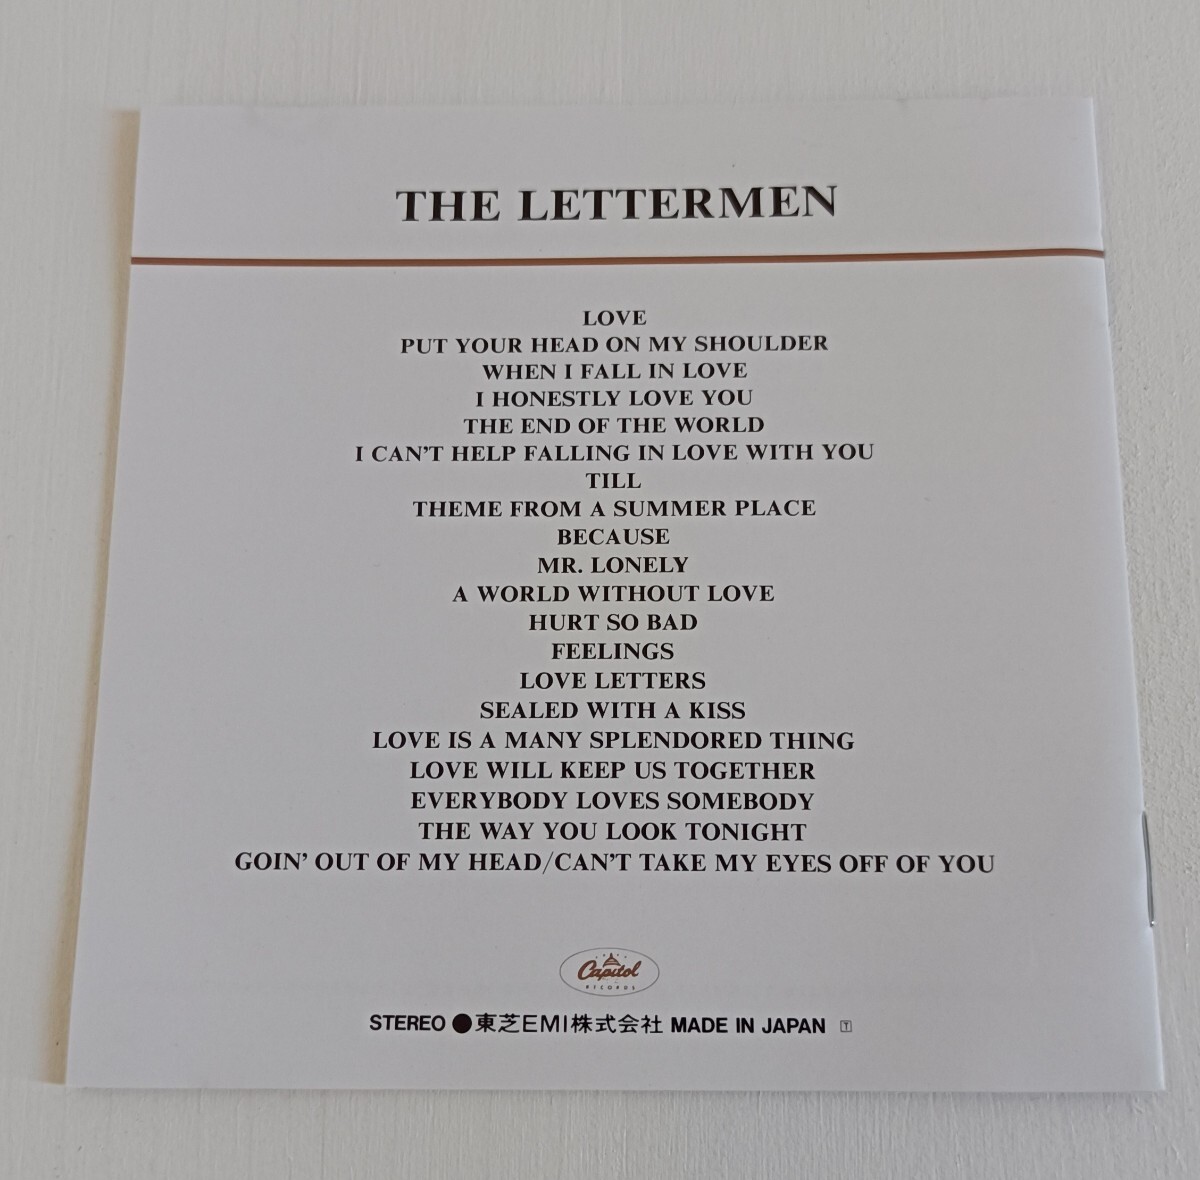 THE LETTERMEN
LOVE
PUT YOUR HEAD ON MY SHOULDER
WHEN I FALL IN LOVE
I HONESTLY LOVE YOU
THE END OF THE WORLD
I CAN'T HELP FALLING IN LOVE WITH YOU
TILL
THEME FROM A SUMMER PLACE
BECAUSE
MR. LONELY
A WORLD WITHOUT LOVE
HURT SO BAD
FEELINGS
LOVE LETTERS
SEALED WITH A KISS
LOVE IS A MANY SPLENDORED THING
LOVE WILL KEEP US TOGETHER
EVERYBODY LOVES SOMEBODY
THE WAY YOU LOOK TONIGHT
GOIN' OUT OF MY HEAD/CAN'T TAKE MY EYES OFF OF YOU
Capitol
RECORDS
STEREO ●東芝EMI株式会社 MADE IN JAPAN 🅃